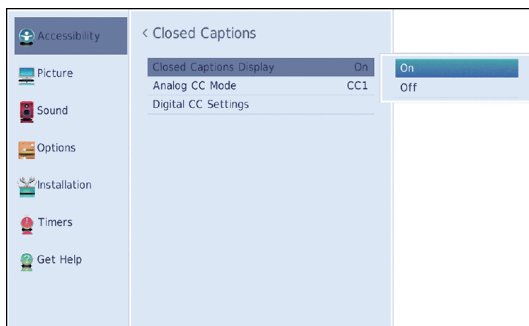 Accessibility
Picture
Sound
Options
Installation
Timers
Get Help
< Closed Captions
Closed Captions Display On
Analog CC Mode CC1
Digital CC Settings
On
Off